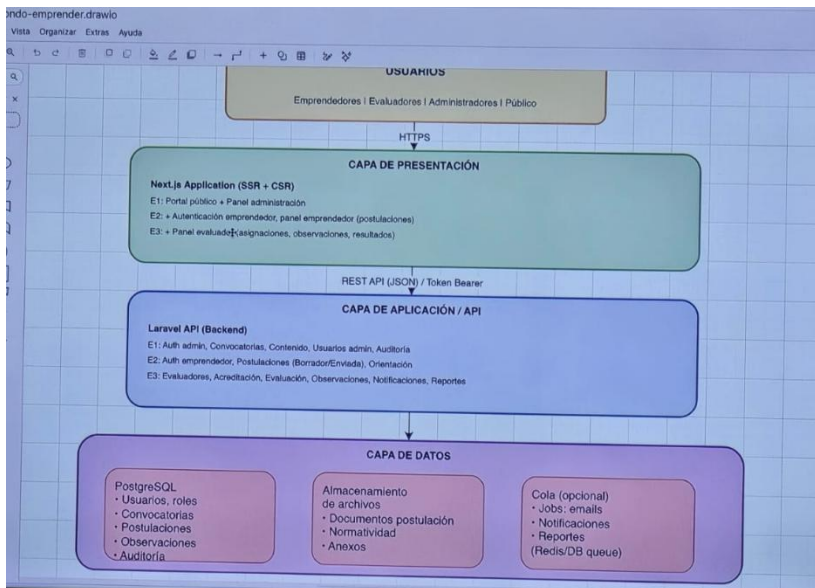 ondo-emprender.drawio
Vista Organizar Extras Ayuda
USUARIOS
Emprendedores | Evaluadores | Administradores | Público
HTTPS
CAPA DE PRESENTACIÓN
Next.js Application (SSR + CSR)
E1: Portal público + Panel administración
E2: + Autenticación emprendedor, panel emprendedor (postulaciones)
E3: + Panel evaluador (asignaciones, observaciones, resultados)
REST API (JSON) / Token Bearer
CAPA DE APLICACIÓN / API
Laravel API (Backend)
E1: Auth admin, Convocatorias, Contenido, Usuarios admin, Auditoría
E2: Auth emprendedor, Postulaciones (Borrador/Enviada), Orientación
E3: Evaluadores, Acreditación, Evaluación, Observaciones, Notificaciones, Reportes
CAPA DE DATOS
PostgreSQL
• Usuarios, roles
• Convocatorias
• Postulaciones
• Observaciones
• Auditoría
Almacenamiento
de archivos
• Documentos postulación
• Normatividad
• Anexos
Cola (opcional)
• Jobs: emails
• Notificaciones
• Reportes
(Redis/DB queue)